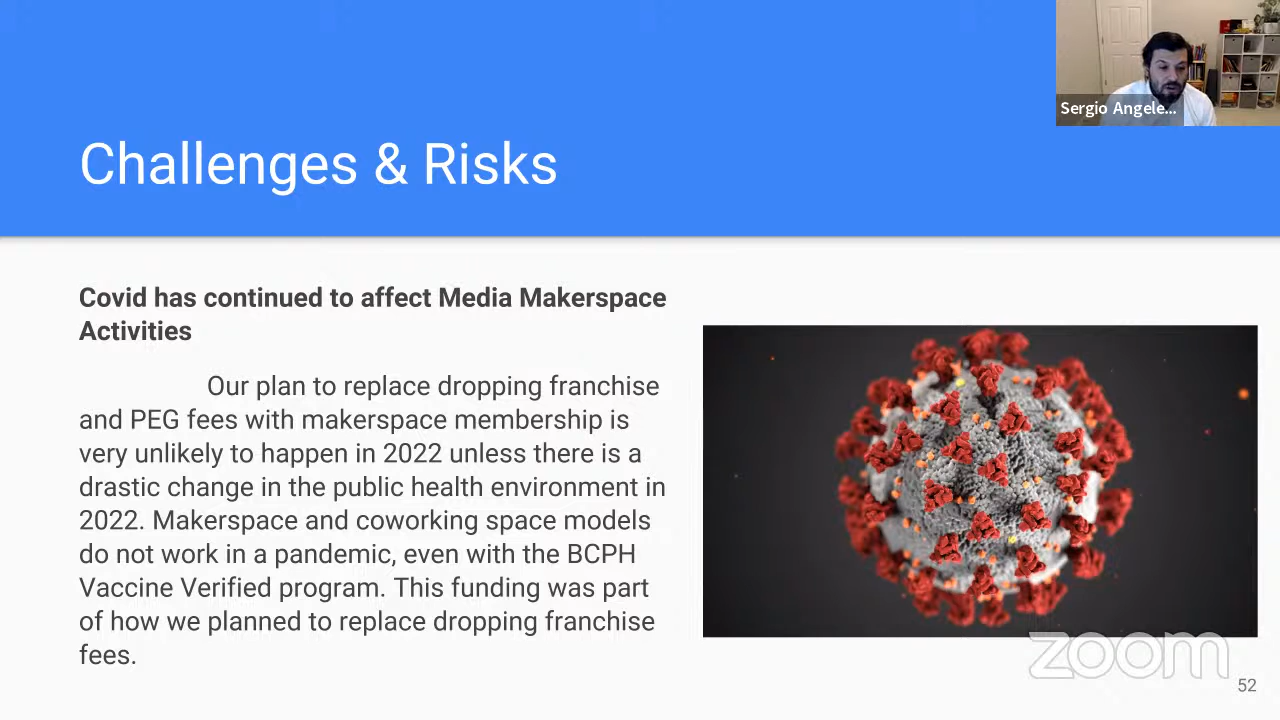 Sergio Angele...
Challenges & Risks
Covid has continued to affect Media Makerspace
Activities
Our plan to replace dropping franchise
and PEG fees with makerspace membership is
very unlikely to happen in 2022 unless there is a
drastic change in the public health environment in
2022. Makerspace and coworking space models
do not work in a pandemic, even with the BCPH
Vaccine Verified program. This funding was part
of how we planned to replace dropping franchise
fees.
zoom
52